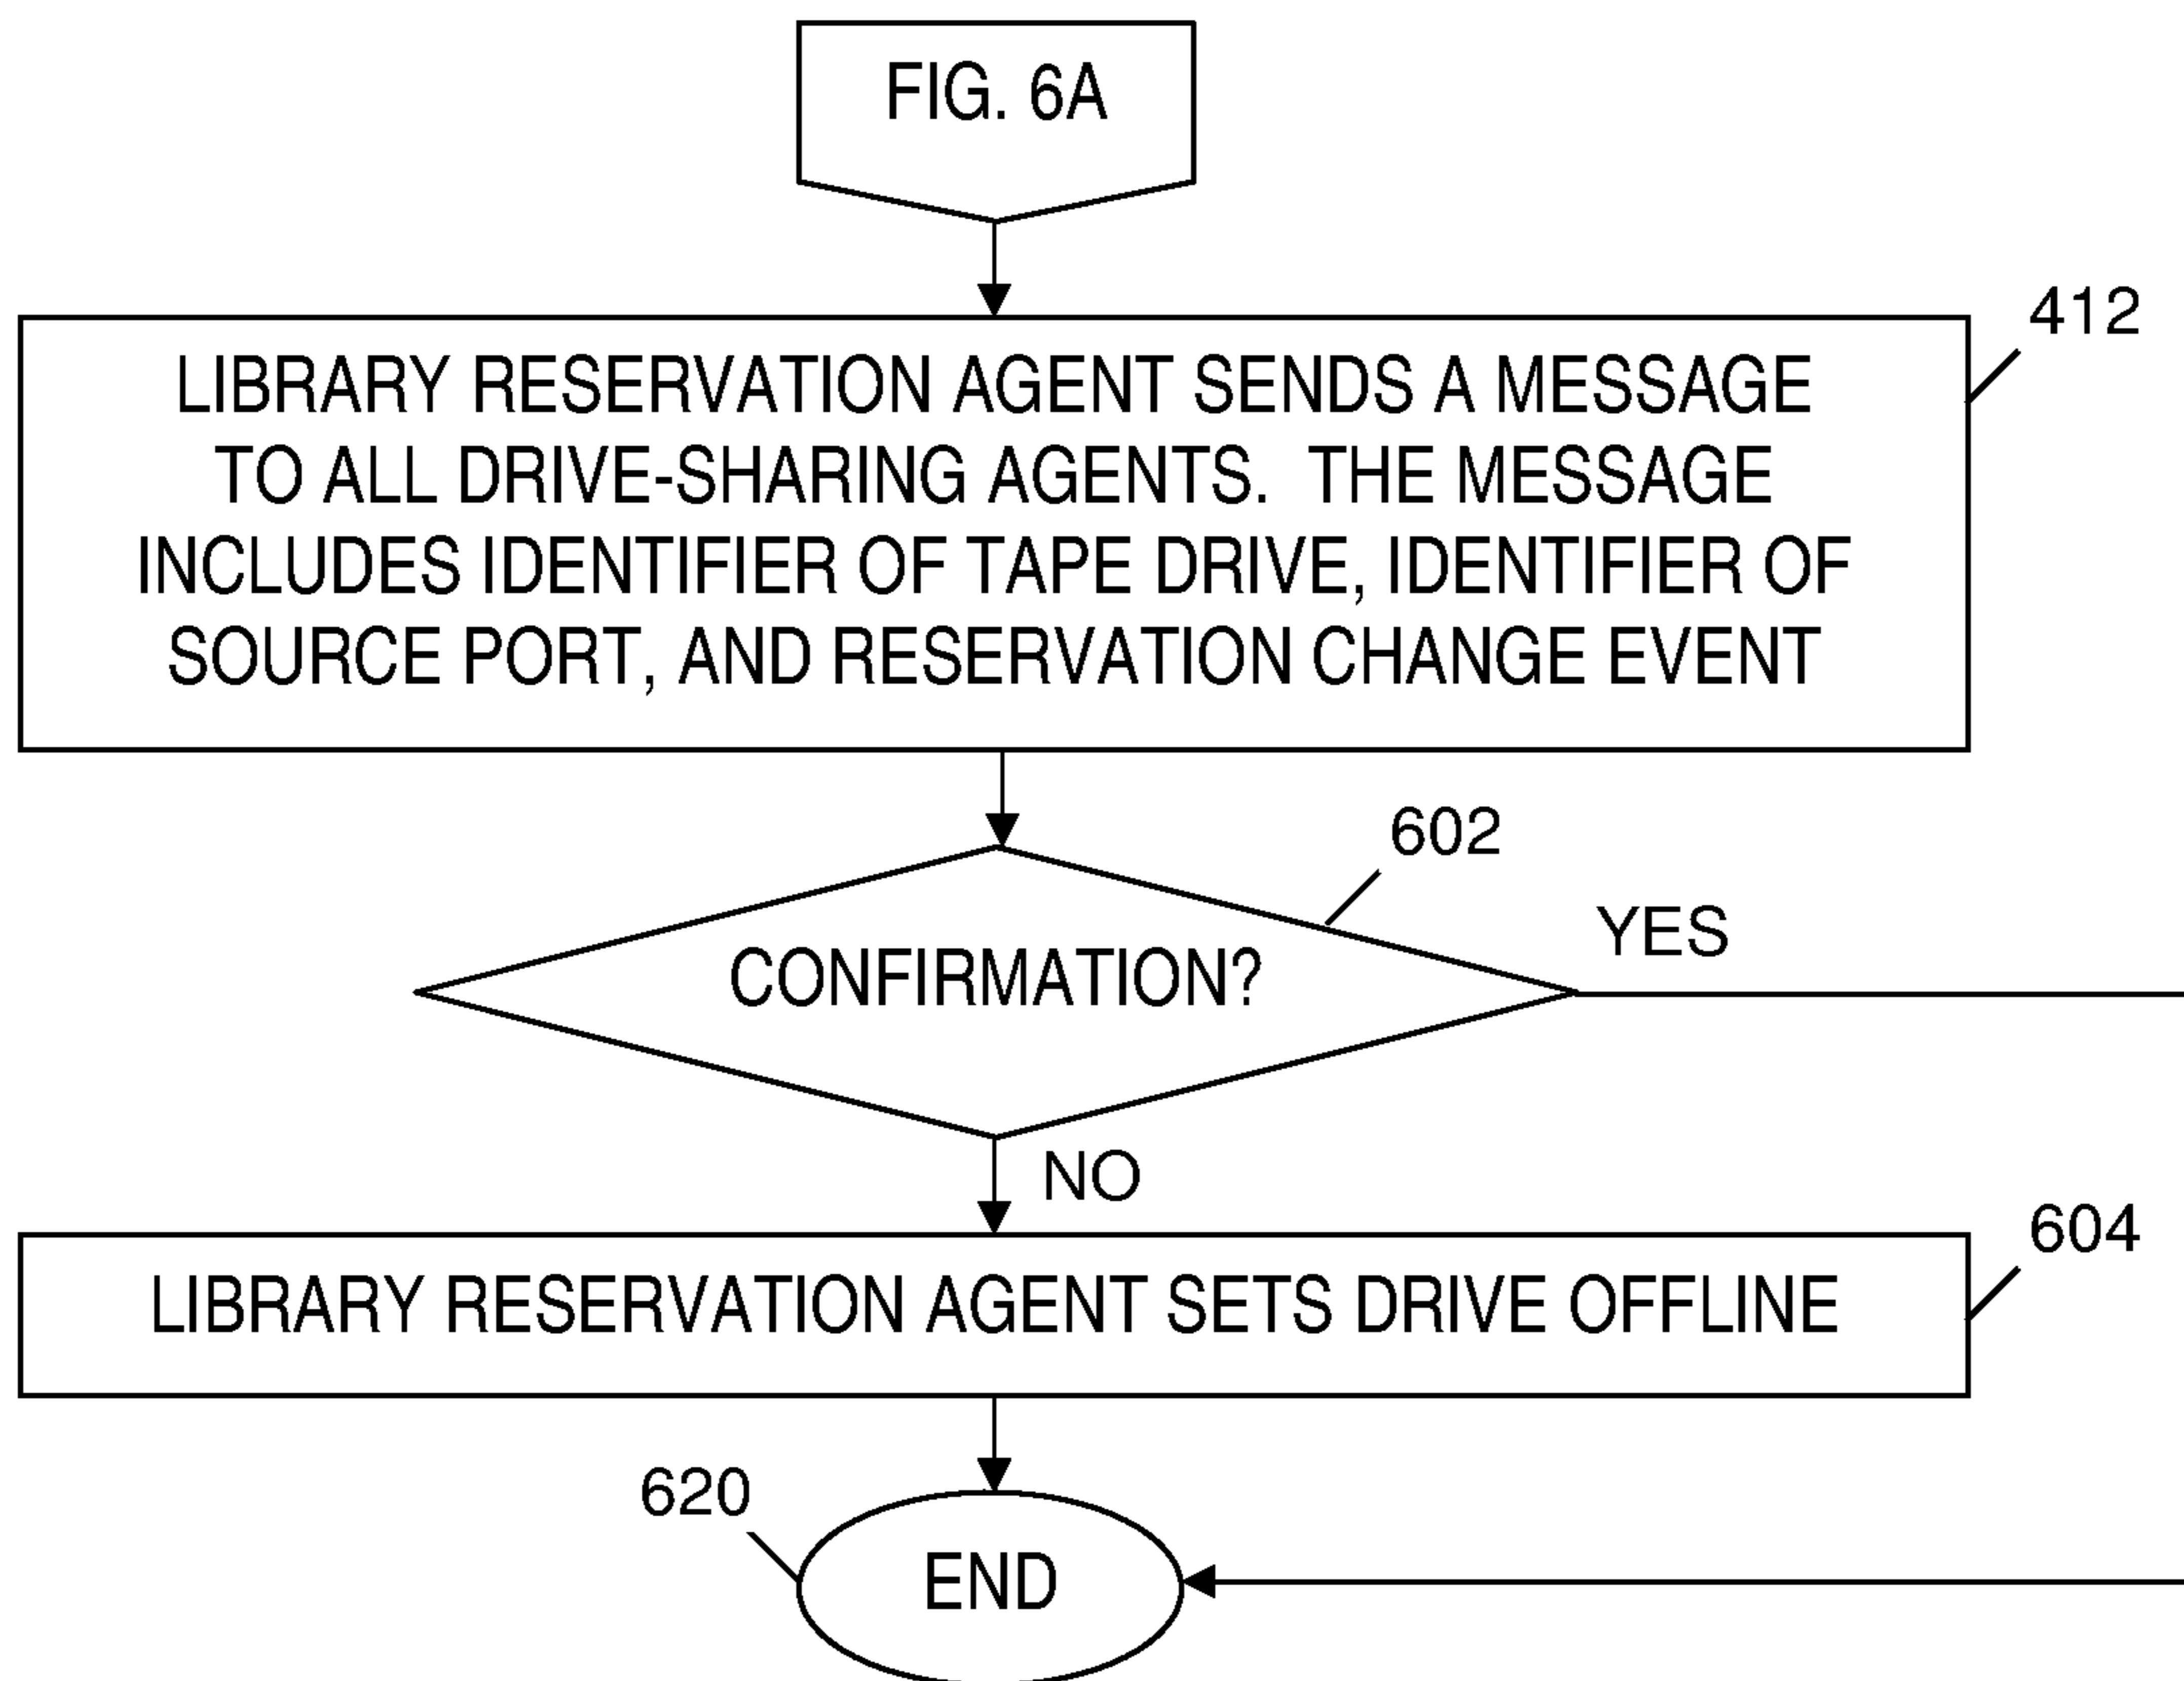 FIG. 6A
412
LIBRARY RESERVATION AGENT SENDS A MESSAGE
TO ALL DRIVE-SHARING AGENTS. THE MESSAGE
INCLUDES IDENTIFIER OF TAPE DRIVE, IDENTIFIER OF
SOURCE PORT, AND RESERVATION CHANGE EVENT
602
YES
CONFIRMATION?
NO
604
LIBRARY RESERVATION AGENT SETS DRIVE OFFLINE
620
END